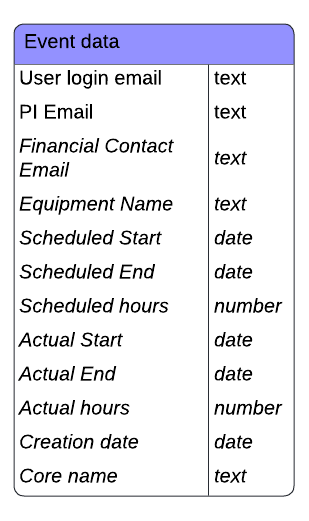 Event data
User login email text
PI Email text
Financial Contact
Email text
Equipment Name text
Scheduled Start date
Scheduled End date
Scheduled hours number
Actual Start date
Actual End date
Actual hours number
Creation date date
Core name text